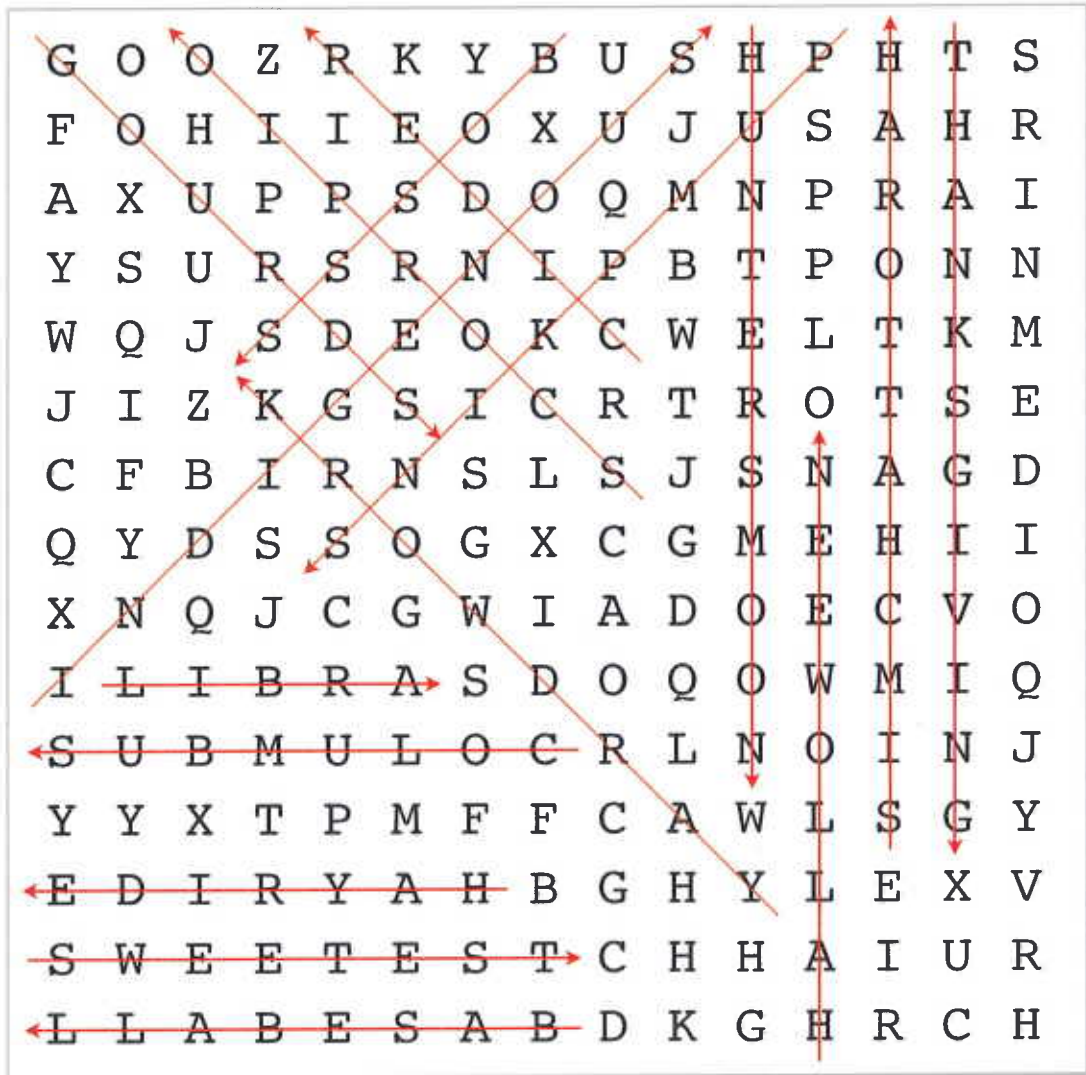 G O O Z R K Y B U S H P H T S
F O H I I E O X U J U S A H R
A X U P P S D O Q M N P R A I
Y S U R S R N I P B T P O N N
W Q J S D E O K C W E L T K M
J I Z K G S I C R T R O T S E
C F B I R N S L S J S N A G D
Q Y D S S O G X C G M E H I I
X N Q J C G W I A D O E C V O
I L I B R A S D O Q O W M I Q
S U B M U L O C R L N O I N J
Y Y X T P M F F C A W L S G Y
E D I R Y A H B G H Y L E X V
S W E E T E S T C H H A I U R
L L A B E S A B D K G H R C H